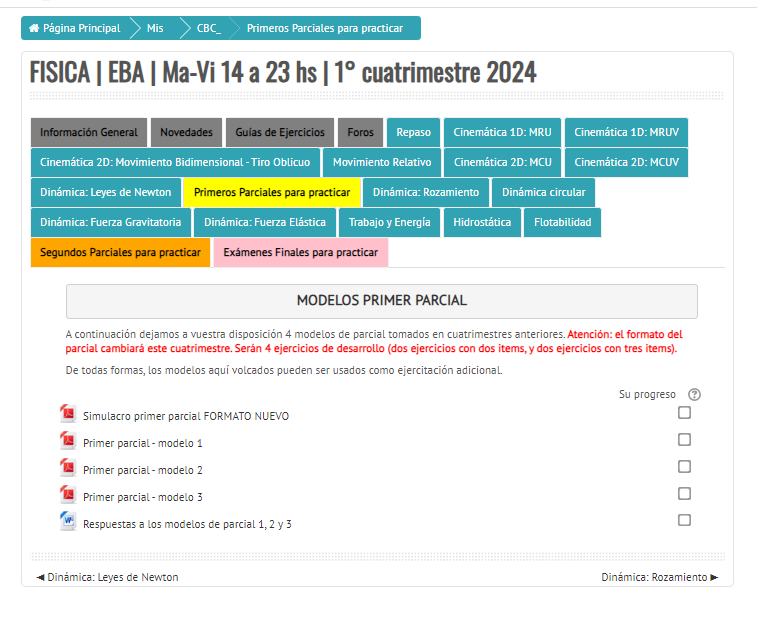 Página Principal Mis CBC_ Primeros Parciales para practicar
FISICA | EBA | Ma-Vi 14 a 23 hs | 1° cuatrimestre 2024
Información General Novedades Guías de Ejercicios Foros Repaso Cinemática 1D: MRU Cinemática 1D: MRUV
Cinemática 2D: Movimiento Bidimensional - Tiro Oblicuo Movimiento Relativo Cinemática 2D: MCU Cinemática 2D: MCUV
Dinámica: Leyes de Newton Primeros Parciales para practicar Dinámica: Rozamiento Dinámica circular
Dinámica: Fuerza Gravitatoria Dinámica: Fuerza Elástica Trabajo y Energía Hidrostática Flotabilidad
Segundos Parciales para practicar Exámenes Finales para practicar
MODELOS PRIMER PARCIAL
A continuación dejamos a vuestra disposición 4 modelos de parcial tomados en cuatrimestres anteriores. Atención: el formato del
parcial cambiará este cuatrimestre. Serán 4 ejercicios de desarrollo (dos ejercicios con dos items, y dos ejercicios con tres items).
De todas formas, los modelos aquí volcados pueden ser usados como ejercitación adicional.
Su progreso ?
Simulacro primer parcial FORMATO NUEVO
Primer parcial - modelo 1
Primer parcial - modelo 2
Primer parcial - modelo 3
Respuestas a los modelos de parcial 1, 2 y 3
◄ Dinámica: Leyes de Newton Dinámica: Rozamiento ►